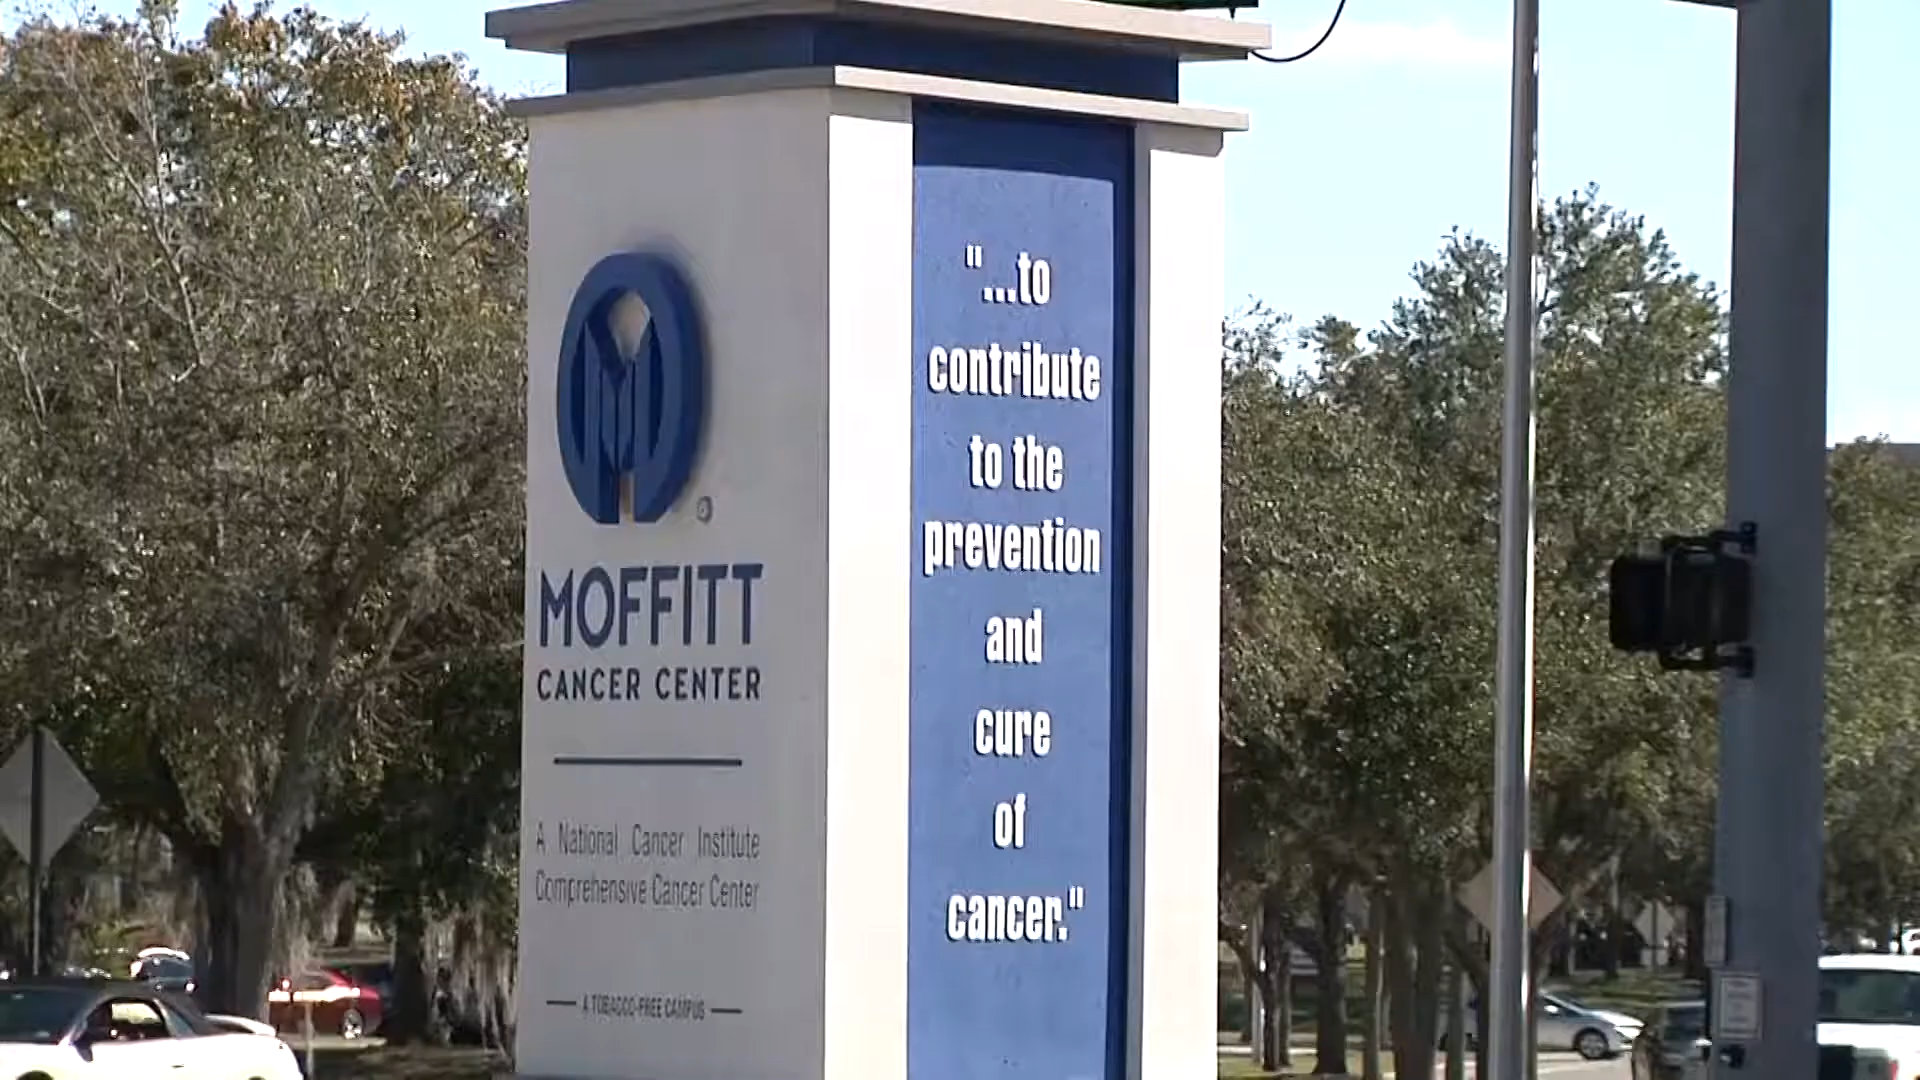 MOFFITT
CANCER CENTER
A National Cancer Institute
Comprehensive Cancer Center
A TOBACCO-FREE CAMPUS
"...to
contribute
to the
prevention
and
cure
of
cancer."